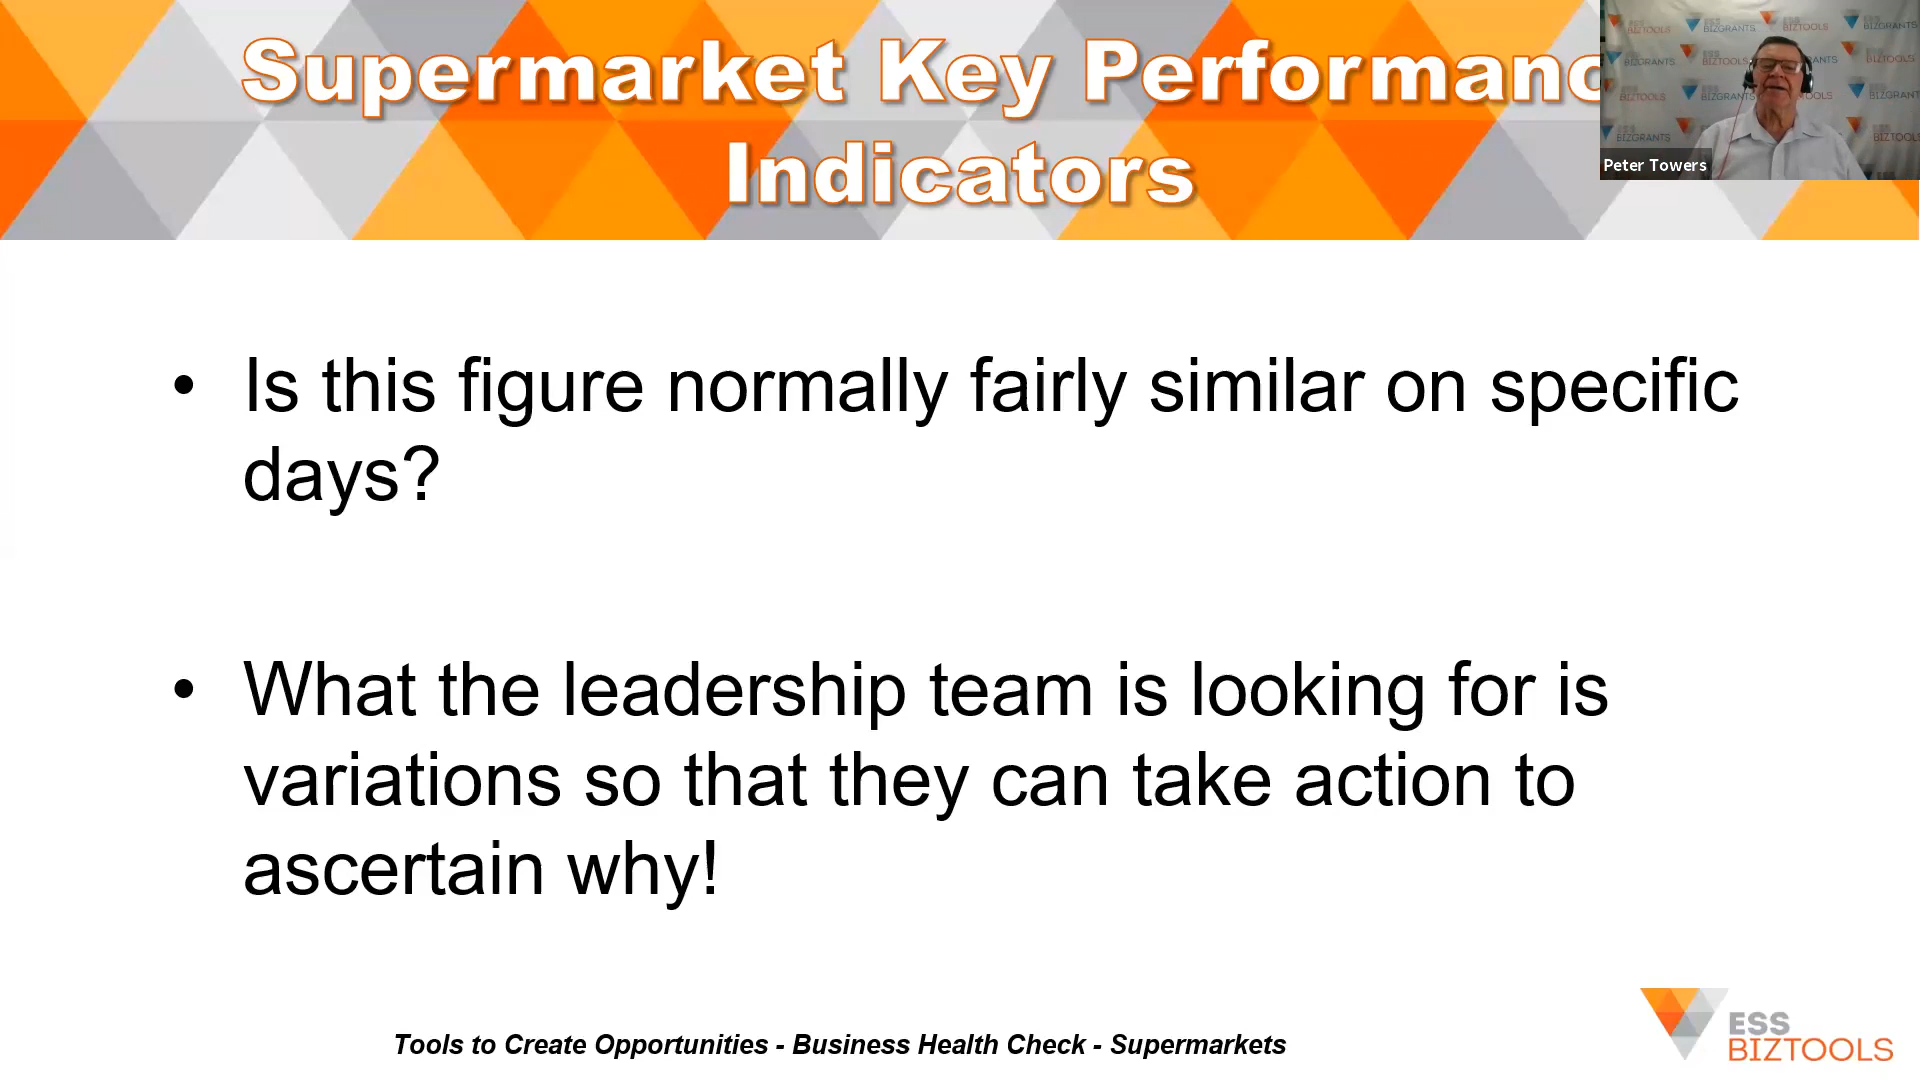 Supermarket Key Performanc
Indicators
Peter Towers
• Is this figure normally fairly similar on specific
days?
• What the leadership team is looking for is
variations so that they can take action to
ascertain why!
Tools to Create Opportunities - Business Health Check - Supermarkets
ESS
BIZTOOLS